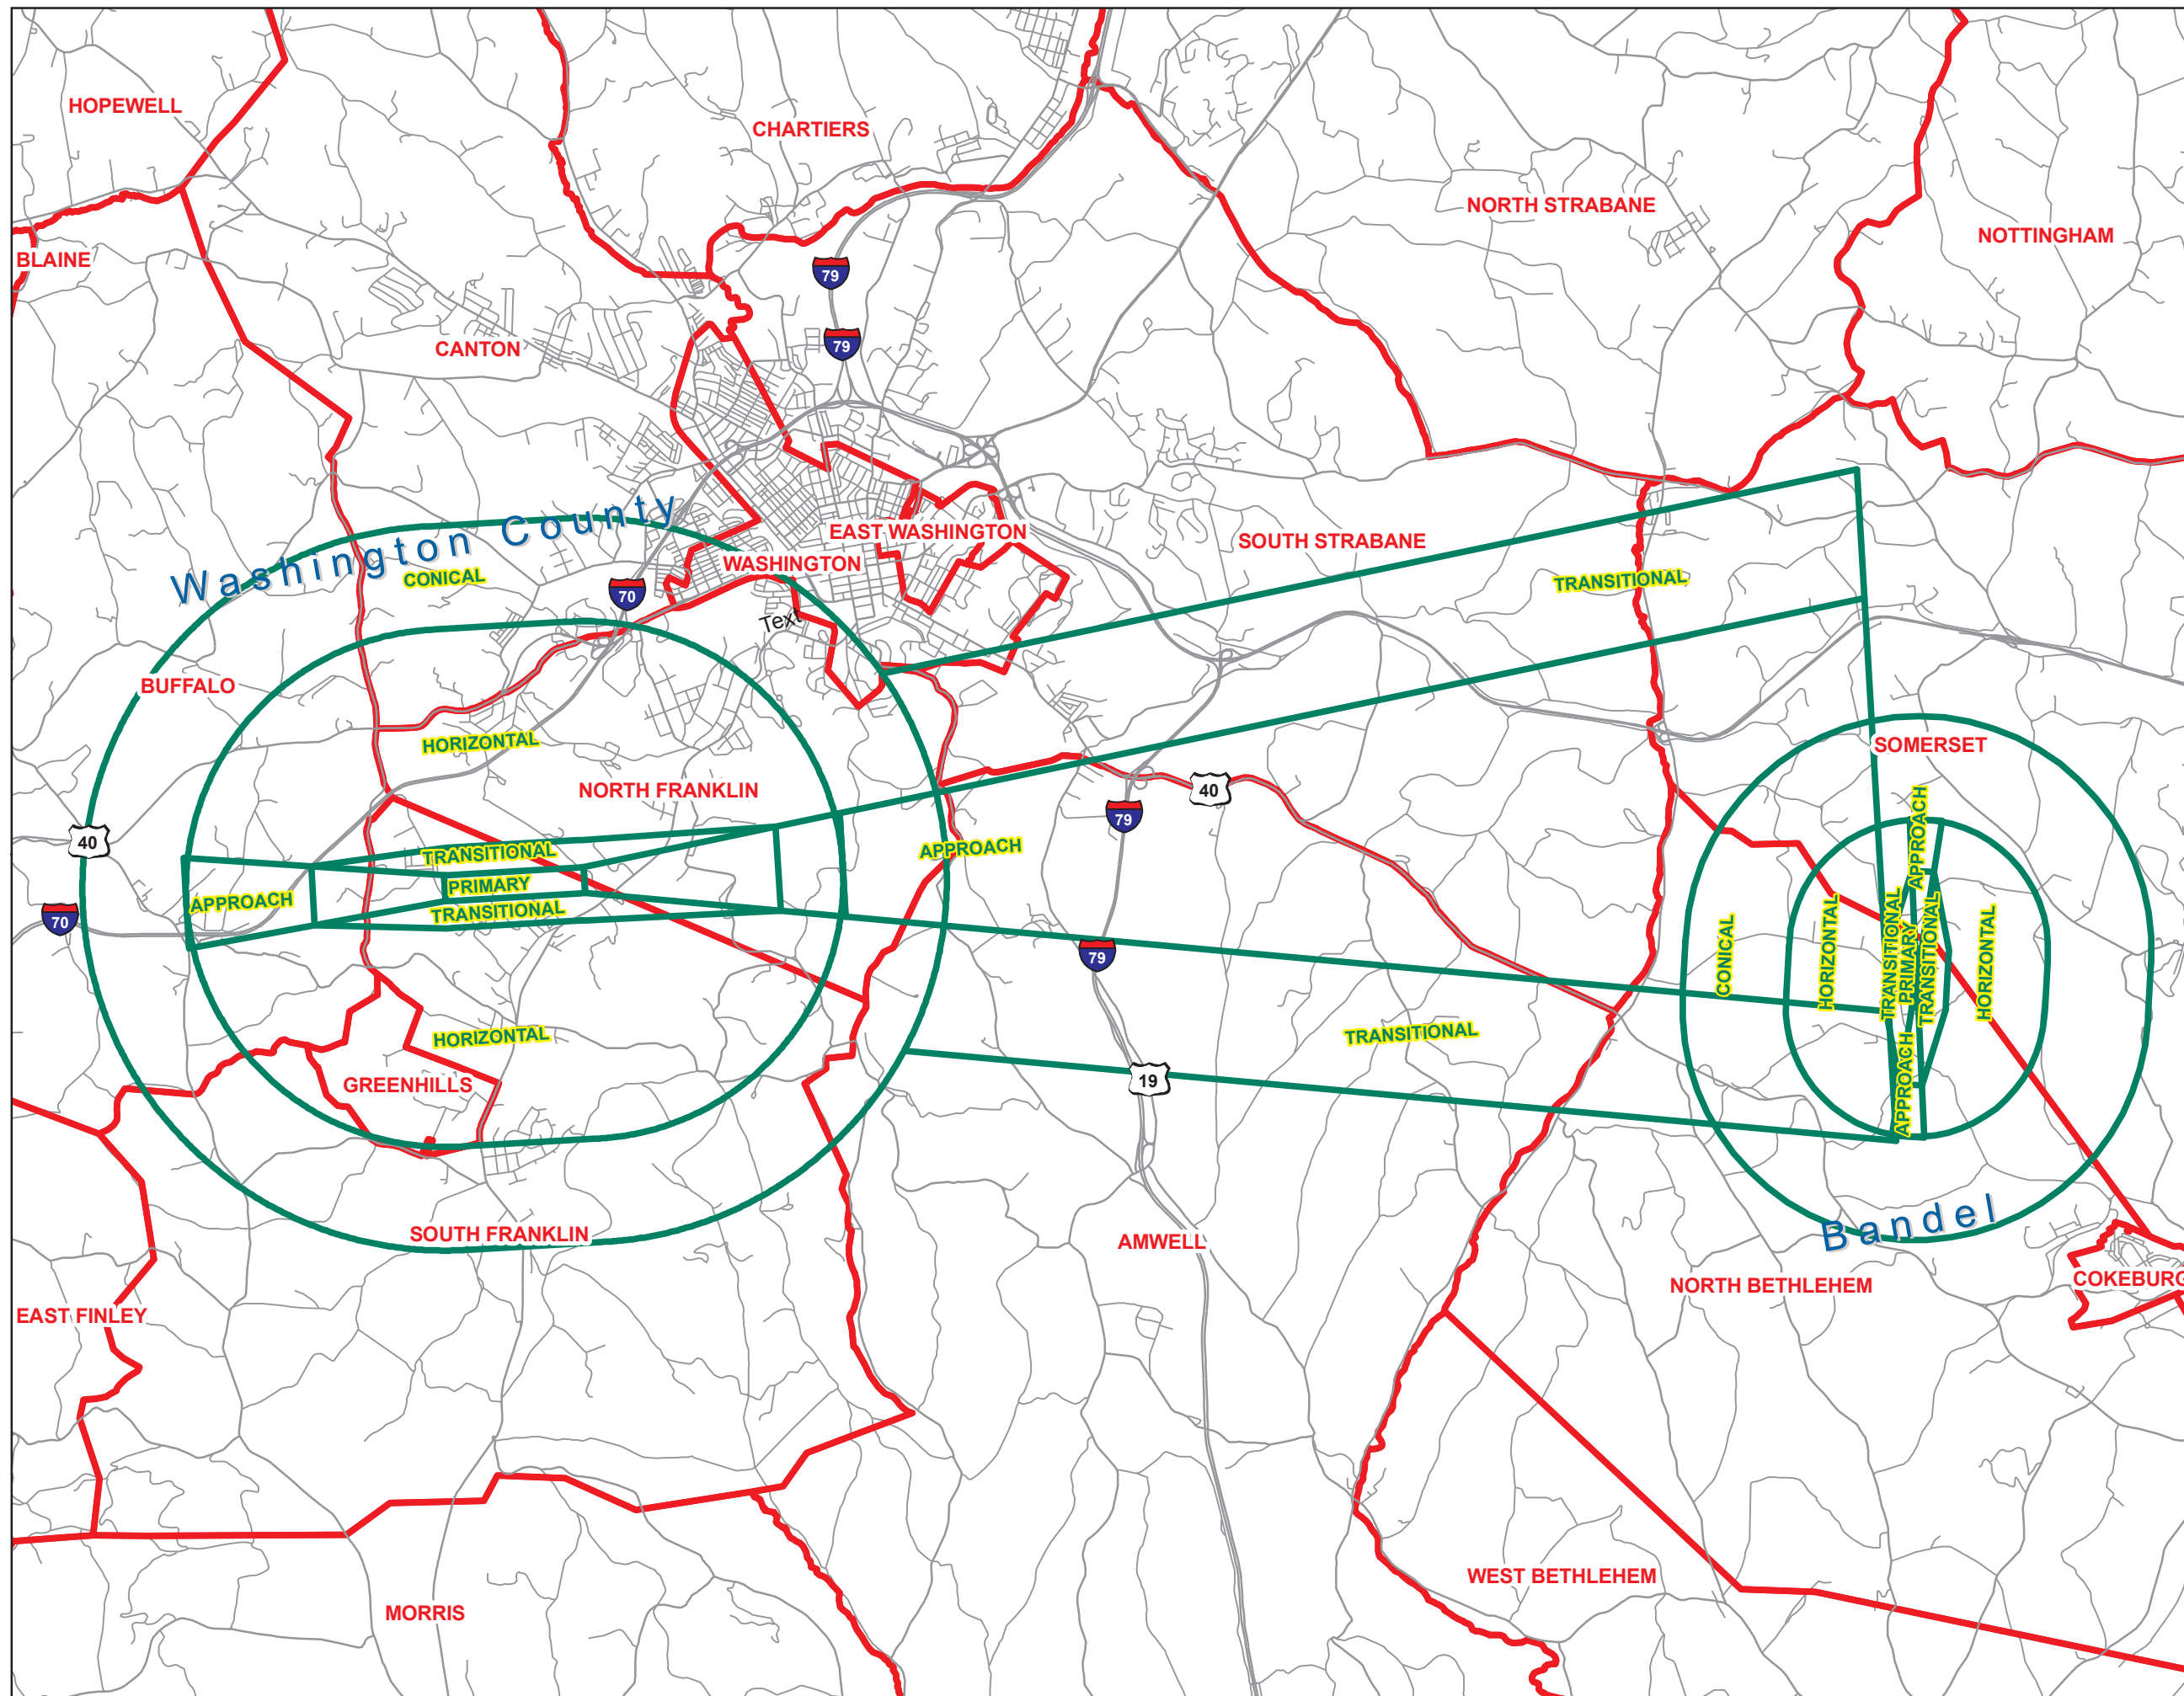 HOPEWELL
CHARTIERS
NORTH STRABANE
NOTTINGHAM
BLAINE
79
79
CANTON
Washington County
EAST WASHINGTON
SOUTH STRABANE
WASHINGTON
CONICAL
TRANSITIONAL
70
Text
BUFFALO
HORIZONTAL
SOMERSET
NORTH FRANKLIN
40
79
40
TRANSITIONAL
APPROACH
APPROACH
PRIMARY
APPROACH
TRANSITIONAL
70
79
CONICAL
HORIZONTAL
TRANSITIONAL
PRIMARY
TRANSITIONAL
HORIZONTAL
HORIZONTAL
TRANSITIONAL
APPROACH
GREENHILLS
19
SOUTH FRANKLIN
AMWELL
Bandel
NORTH BETHLEHEM
COKEBURG
EAST FINLEY
WEST BETHLEHEM
MORRIS